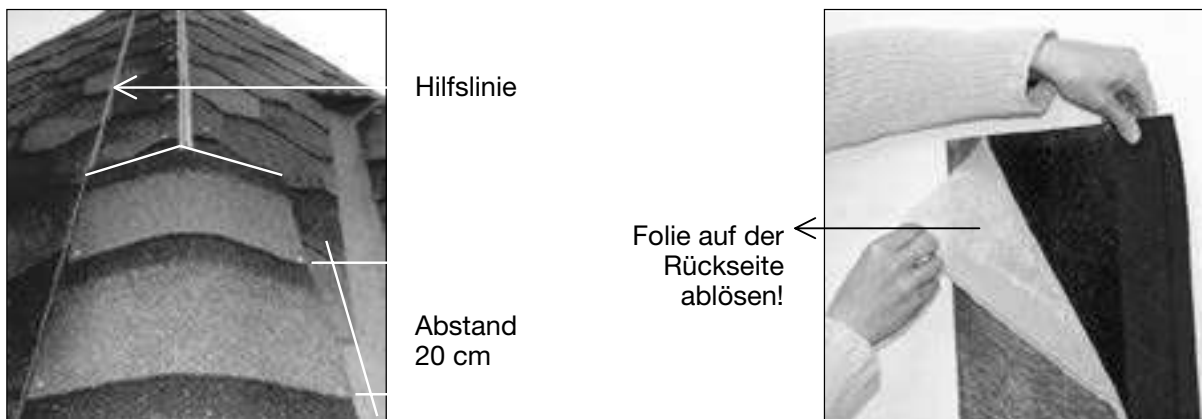 Hilfslinie
Abstand
20 cm
Folie auf der
Rückseite
ablösen!